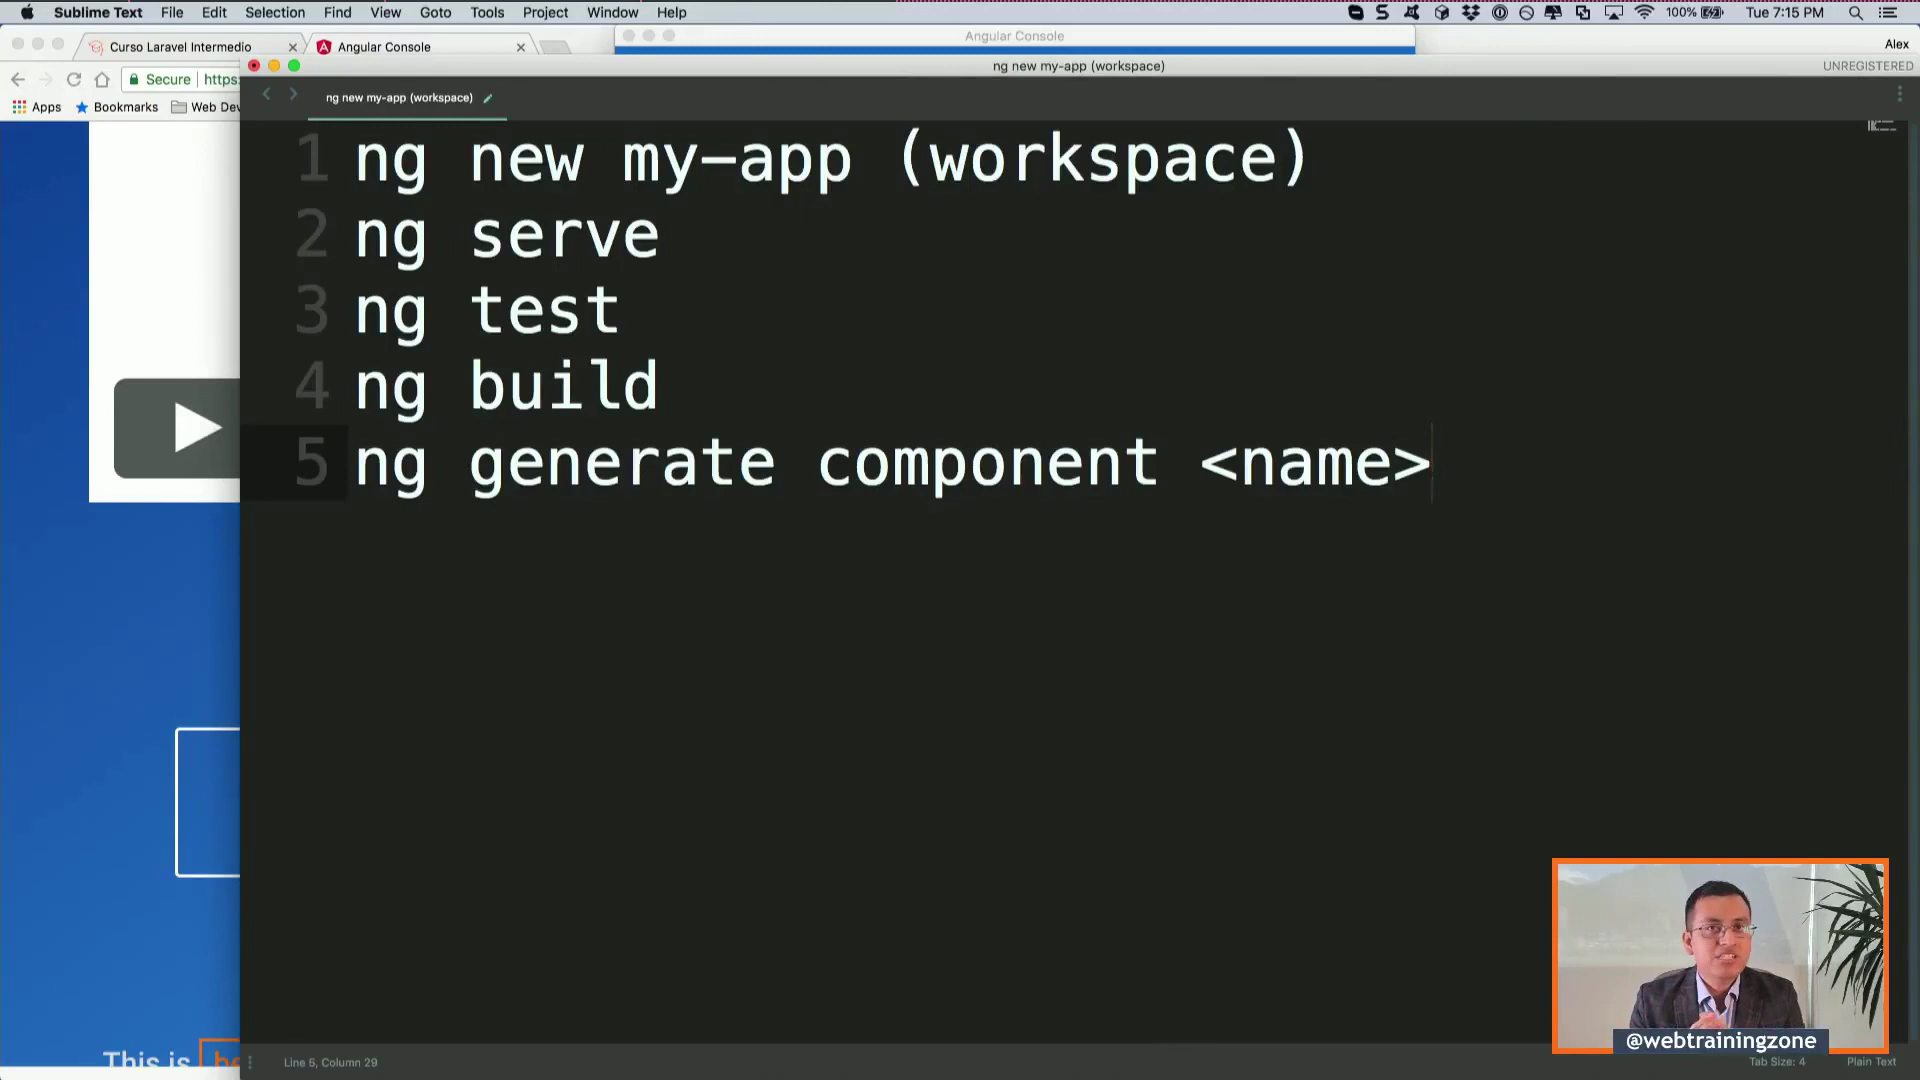 Sublime Text File Edit Selection Find View Goto Tools Project Window Help 100% Tue 7:15 PM
Curso Laravel Intermedio Angular Console Angular Console Alex
ng new my-app (workspace) UNREGISTERED
Secure https:
ng new my-app (workspace)
Apps Bookmarks Web Dev
1 ng new my-app (workspace)
2 ng serve
3 ng test
4 ng build
5 ng generate component <name>
@webtrainingzone
This is
Line 5, Column 29 Tab Size: 4 Plain Text